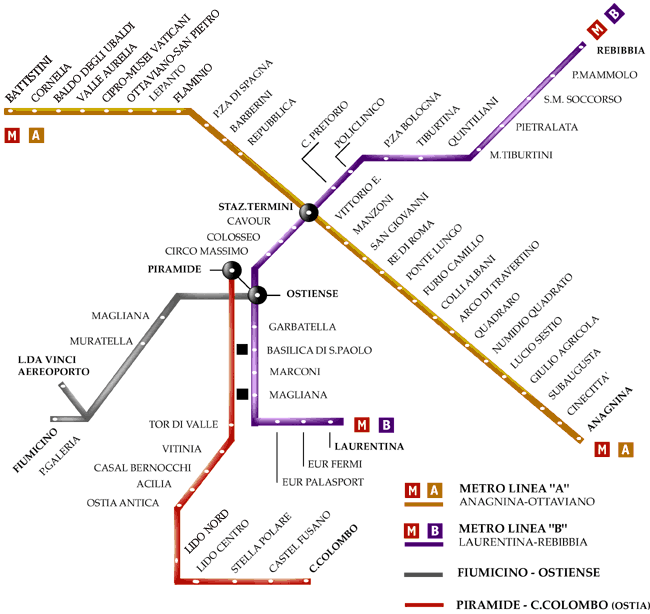 BATTISTINI
CORNELIA
BALDO DEGLI UBALDI
VALLE AURELIA
CIPRO-MUSEI VATICANI
OTTAVIANO-SAN PIETRO
LEPANTO
FLAMINIO
P.ZA DI SPAGNA
BARBERINI
REPUBBLICA
M A
M B
REBIBBIA
P.MAMMOLO
S.M. SOCCORSO
PIETRALATA
M.TIBURTINI
QUINTILIANI
TIBURTINA
P.ZA BOLOGNA
POLICLINICO
C. PRETORIO
STAZ.TERMINI
CAVOUR
COLOSSEO
CIRCO MASSIMO
PIRAMIDE
OSTIENSE
VITTORIO E.
MANZONI
SAN GIOVANNI
RE DI ROMA
PONTE LUNGO
FURIO CAMILLO
COLLI ALBANI
ARCO DI TRAVERTINO
QUADRARO
NUMIDIO QUADRATO
LUCIO SESTIO
GIULIO AGRICOLA
SUBAUGUSTA
CINECITTA'
ANAGNINA
M A
GARBATELLA
BASILICA DI S.PAOLO
MARCONI
MAGLIANA
M B
LAURENTINA
EUR FERMI
EUR PALASPORT
MAGLIANA
MURATELLA
L.DA VINCI
AEREOPORTO
FIUMICINO
P.GALERIA
TOR DI VALLE
VITINIA
CASAL BERNOCCHI
ACILIA
OSTIA ANTICA
LIDO NORD
LIDO CENTRO
STELLA POLARE
CASTEL FUSANO
C.COLOMBO
M A METRO LINEA "A"
ANAGNINA-OTTAVIANO
M B METRO LINEA "B"
LAURENTINA-REBIBBIA
FIUMICINO - OSTIENSE
PIRAMIDE - C.COLOMBO (OSTIA)